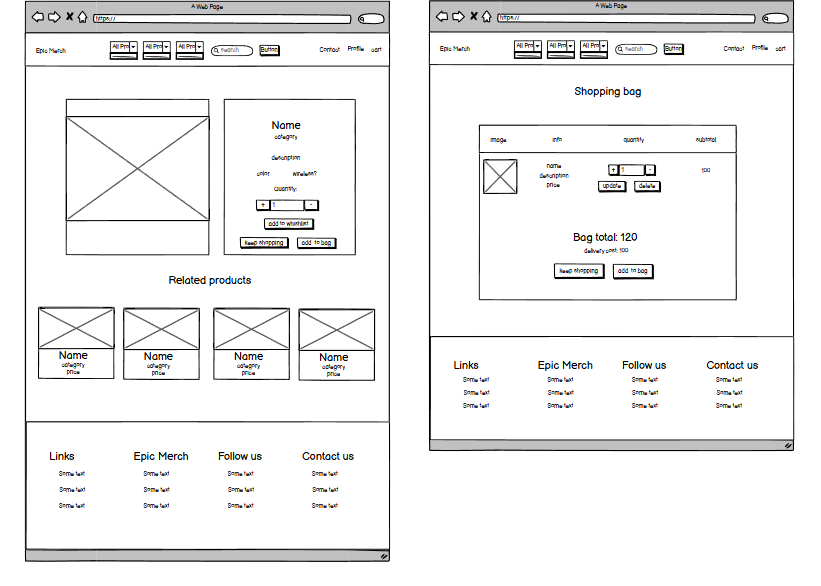 A Web Page
https://
Epic Merch
All Pro
All Pro
All Pro
search
Button
Contact
Profile
cart
Name
category
description
color
wireless?
Quantity:
+
1
-
add to wishlist
keep shopping
add to bag
Related products
Name
category
price
Name
category
price
Name
category
price
Name
category
price
Links
Some text
Some text
Some text
Epic Merch
Some text
Some text
Some text
Follow us
Some text
Some text
Some text
Contact us
Some text
Some text
Some text
A Web Page
https://
Epic Merch
All Pro
All Pro
All Pro
search
Button
Contact
Profile
cart
Shopping bag
image
info
quantity
subtotal
name
description
price
+
1
-
update
delete
100
Bag total: 120
delivery cost: 100
keep shopping
add to bag
Links
Some text
Some text
Some text
Epic Merch
Some text
Some text
Some text
Follow us
Some text
Some text
Some text
Contact us
Some text
Some text
Some text